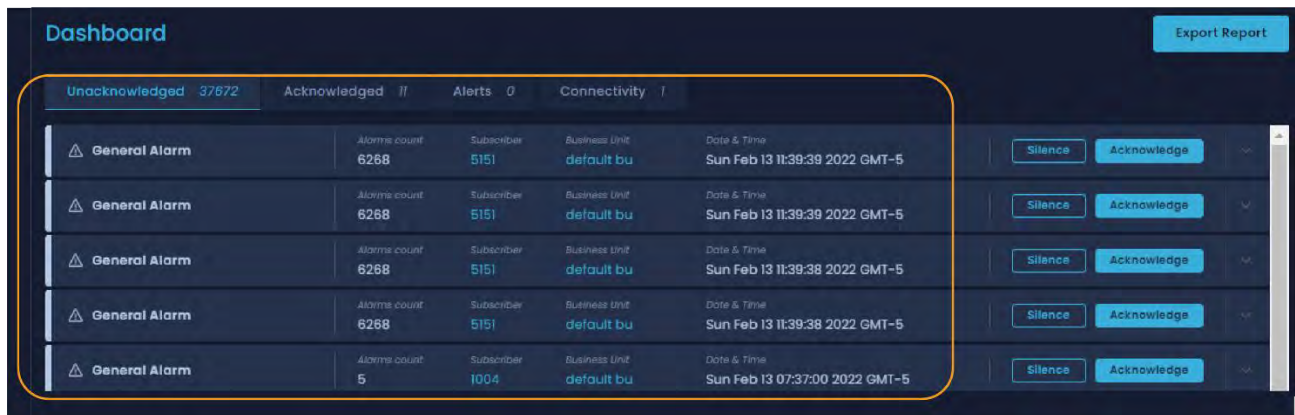 Dashboard
Export Report
Unacknowledged 37672 Acknowledged 11 Alerts 0 Connectivity 1
Alarms count Subscriber Business Unit Date & Time
General Alarm 6268 5151 default bu Sun Feb 13 11:39:39 2022 GMT-5 Silence Acknowledge
Alarms count Subscriber Business Unit Date & Time
General Alarm 6268 5151 default bu Sun Feb 13 11:39:39 2022 GMT-5 Silence Acknowledge
Alarms count Subscriber Business Unit Date & Time
General Alarm 6268 5151 default bu Sun Feb 13 11:39:38 2022 GMT-5 Silence Acknowledge
Alarms count Subscriber Business Unit Date & Time
General Alarm 6268 5151 default bu Sun Feb 13 11:39:38 2022 GMT-5 Silence Acknowledge
Alarms count Subscriber Business Unit Date & Time
General Alarm 5 1004 default bu Sun Feb 13 07:37:00 2022 GMT-5 Silence Acknowledge